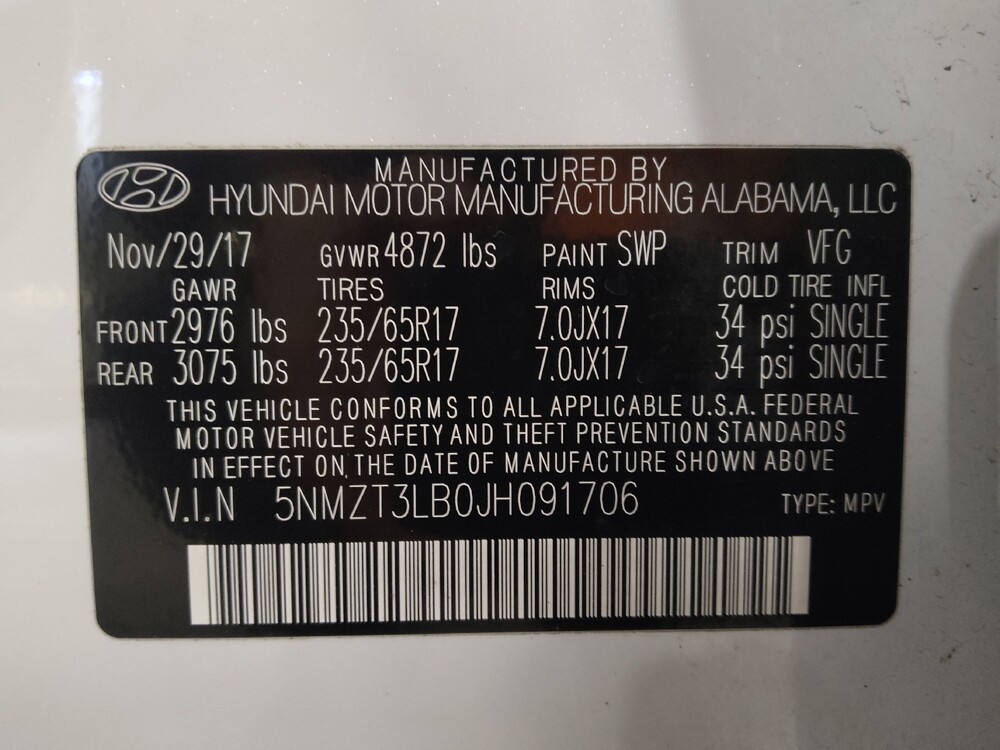 MANUFACTURED BY
HYUNDAI MOTOR MANUFACTURING ALABAMA, LLC
Nov/29/17 GVWR 4872 lbs PAINT SWP TRIM VFG
GAWR TIRES RIMS COLD TIRE INFL
FRONT 2976 lbs 235/65R17 7.0JX17 34 psi SINGLE
REAR 3075 lbs 235/65R17 7.0JX17 34 psi SINGLE
THIS VEHICLE CONFORMS TO ALL APPLICABLE U.S.A. FEDERAL
MOTOR VEHICLE SAFETY AND THEFT PREVENTION STANDARDS
IN EFFECT ON THE DATE OF MANUFACTURE SHOWN ABOVE
V.I.N 5NMZT3LB0JH091706 TYPE: MPV